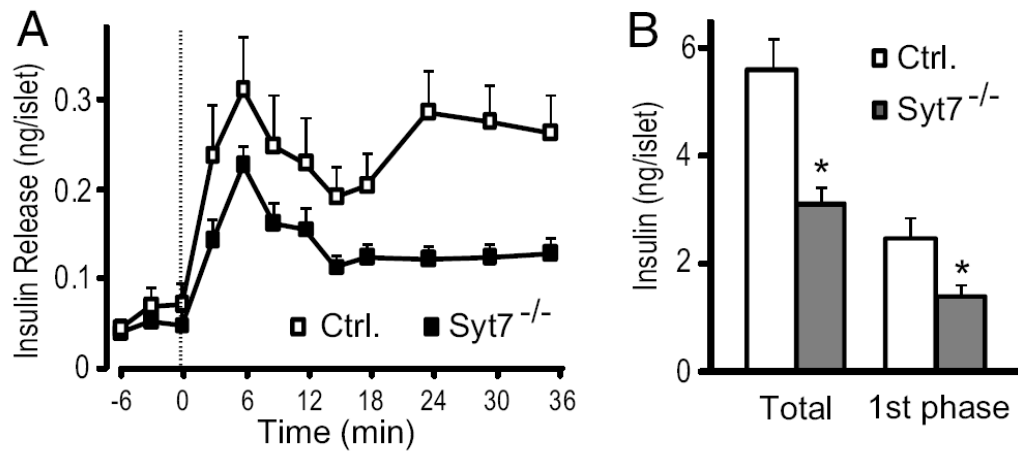 A
Insulin Release (ng/islet)
0.3
0.2
0.1
0
Ctrl.
Syt7-/-
-6 0 6 12 18 24 30 36
Time (min)
B
Insulin (ng/islet)
6
4
2
0
Ctrl.
Syt7-/-
*
*
Total
1st phase